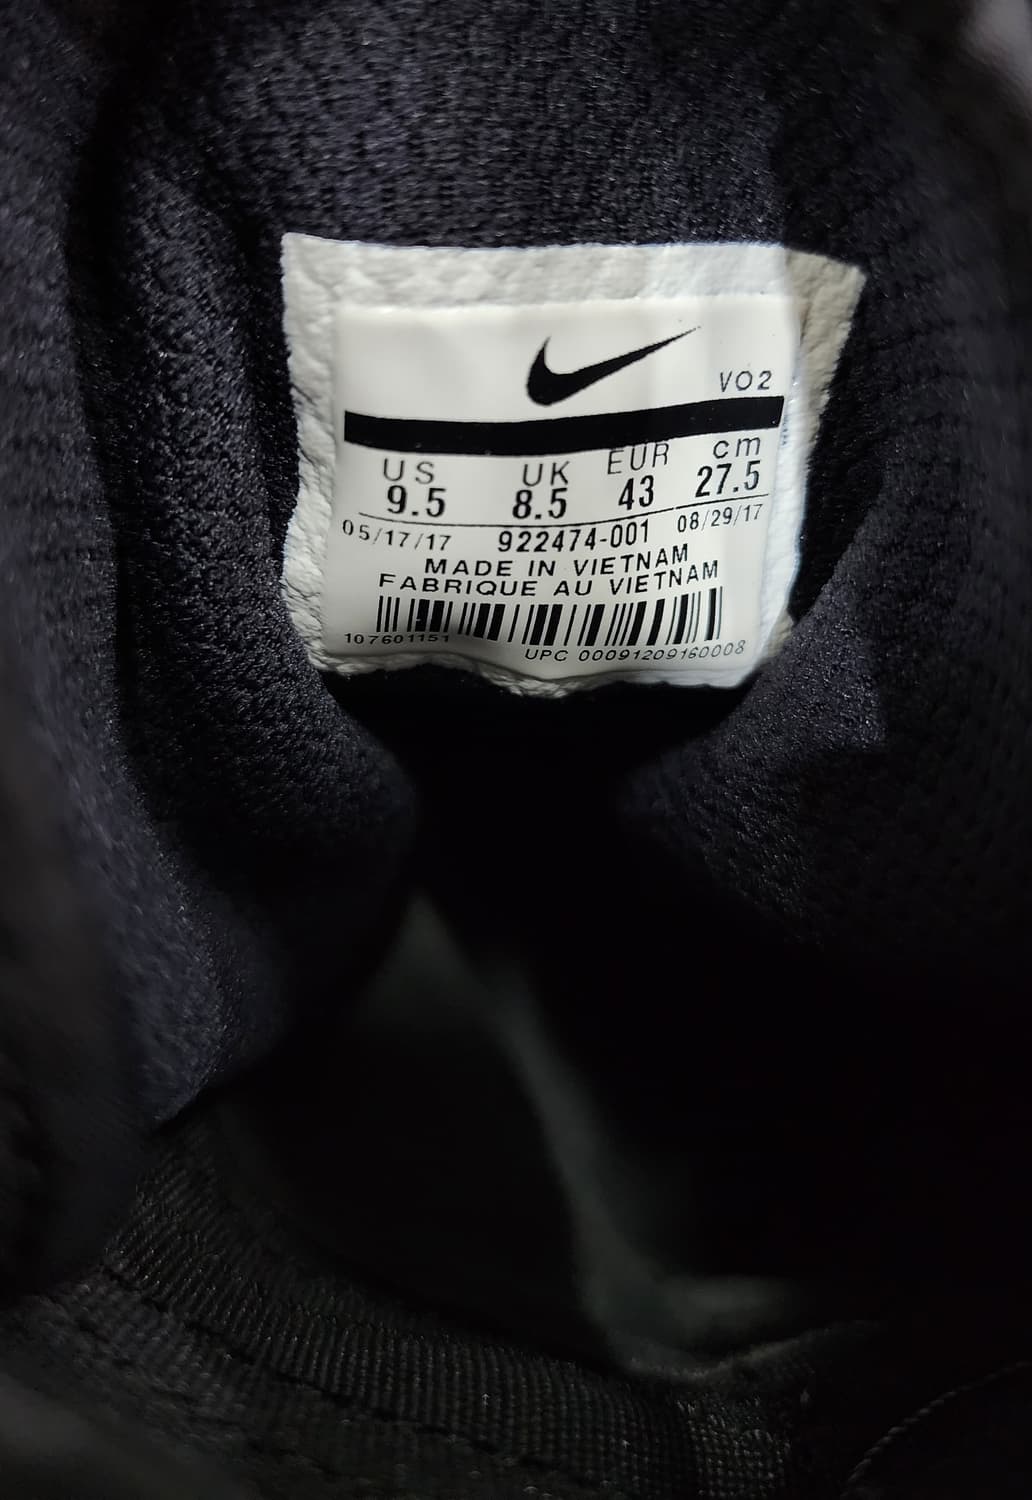 VO2
US UK EUR cm
9.5 8.5 43 27.5
05/17/17 922474-001 08/29/17
MADE IN VIETNAM
FABRIQUE AU VIETNAM
107601151
UPC 00091209160008